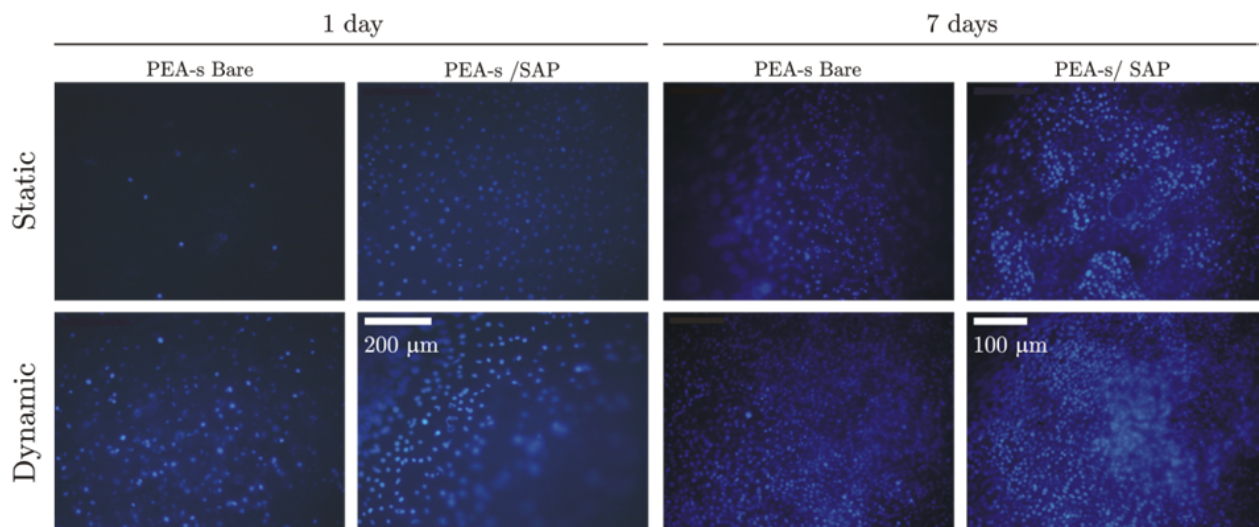 1 day
7 days
PEA-s Bare
PEA-s /SAP
PEA-s Bare
PEA-s/ SAP
Static
Dynamic
200 μm
100 μm